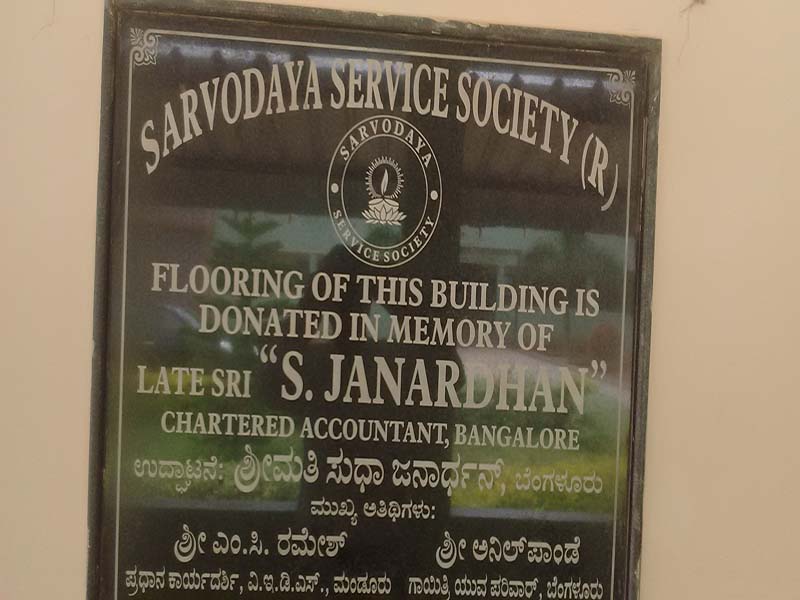 SARVODAYA SERVICE SOCIETY (R)
SARVODAYA
SERVICE SOCIETY
FLOORING OF THIS BUILDING IS
DONATED IN MEMORY OF
LATE SRI "S. JANARDHAN"
CHARTERED ACCOUNTANT, BANGALORE
ಉದ್ಘಾಟನೆ: ಶ್ರೀಮತಿ ಸುಧಾ ಜನಾರ್ಧನ್, ಬೆಂಗಳೂರು
ಮುಖ್ಯ ಅತಿಥಿಗಳು:
ಶ್ರೀ ಎಂ.ಸಿ. ರಮೇಶ್ ಶ್ರೀ ಅನಿಲ್‌ಪಾಂಡೆ
ಪ್ರಧಾನ ಕಾರ್ಯದರ್ಶಿ, ವಿ.ಇ.ಡಿ.ಎಸ್., ಮಂಡೂರು ಗಾಯಿತ್ರಿ ಯುವ ಪರಿವಾರ್, ಬೆಂಗಳೂರು